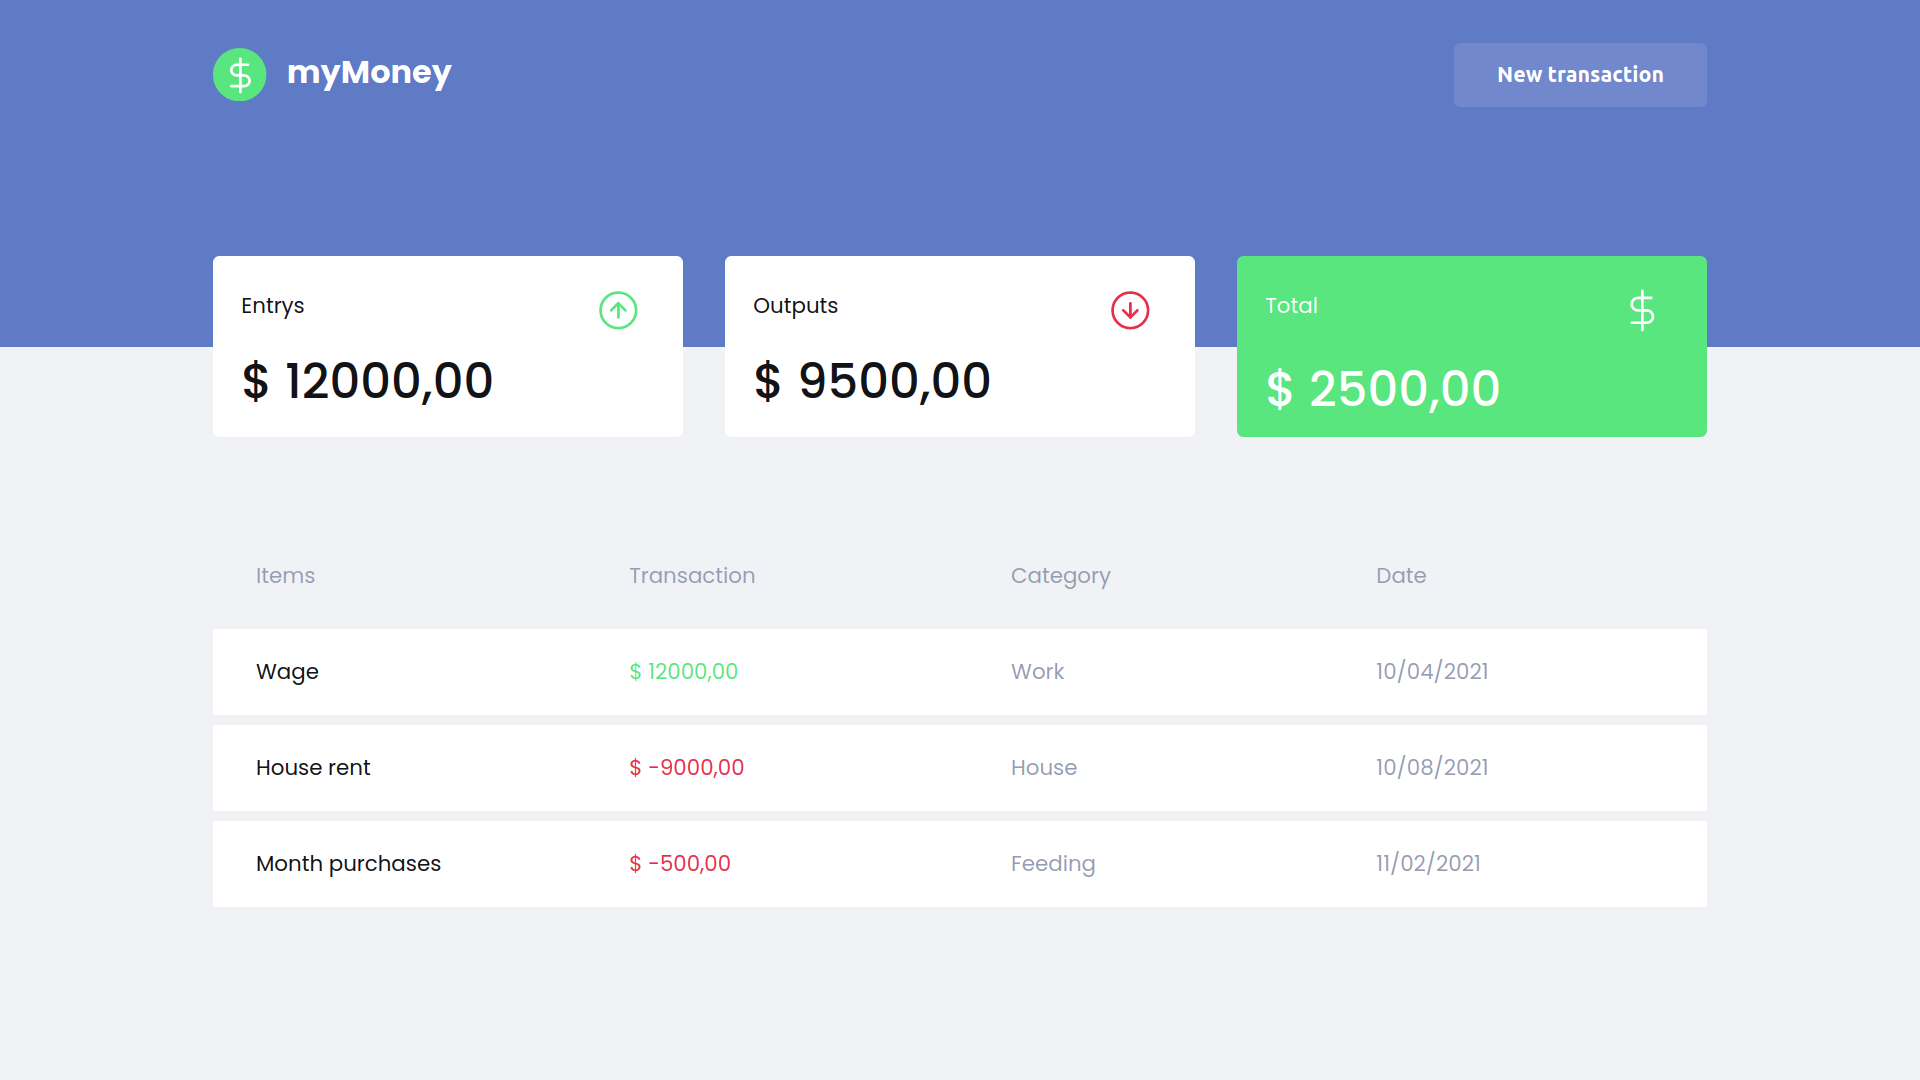 myMoney
New transaction
Entrys
$ 12000,00
Outputs
$ 9500,00
Total
$ 2500,00
Items Transaction Category Date
Wage $ 12000,00 Work 10/04/2021
House rent $ -9000,00 House 10/08/2021
Month purchases $ -500,00 Feeding 11/02/2021